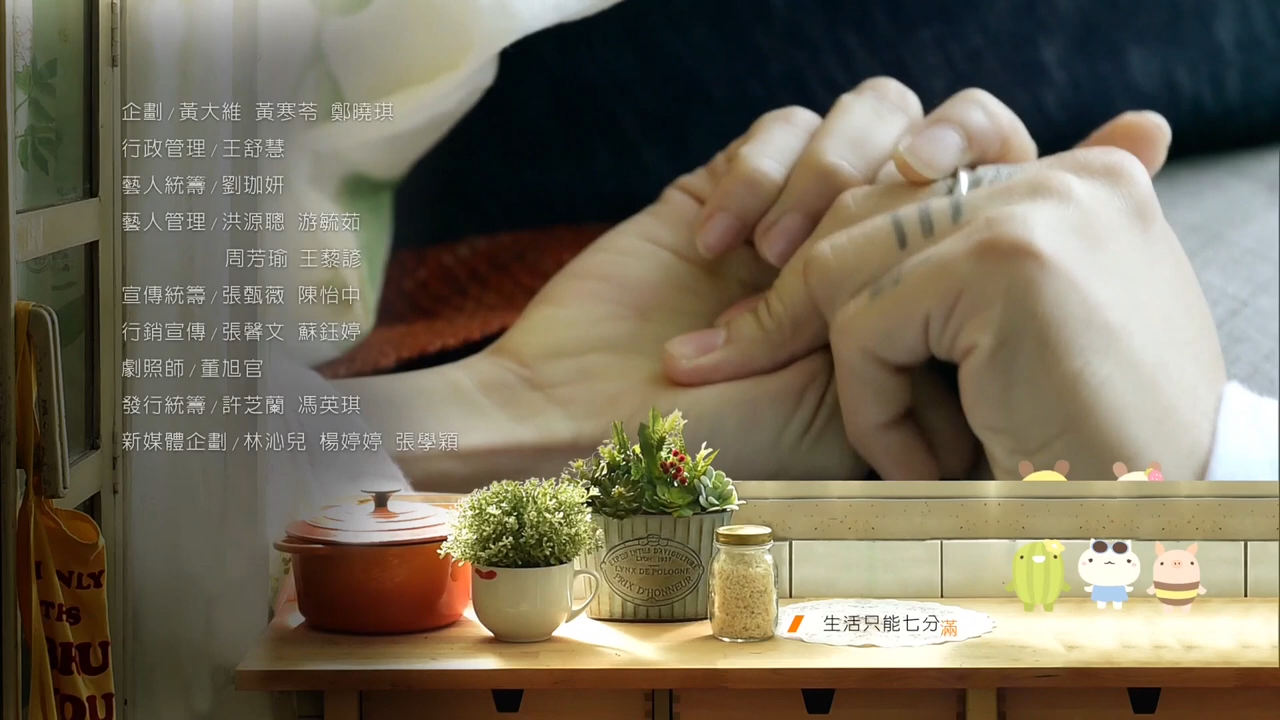 企劃/黃大維 黃寒苓 鄭曉琪
行政管理/王舒慧
藝人統籌/劉珈妍
藝人管理/洪源聰 游毓茹
周芳瑜 王藜諺
宣傳統籌/張甄薇 陳怡中
行銷宣傳/張馨文 蘇鈺婷
劇照師/董旭官
發行統籌/許芝蘭 馮英琪
新媒體企劃/林沁兒 楊婷婷 張學穎
LYNX DE POLOGNE
PRIX D'HONNEUR
生活只能七分滿